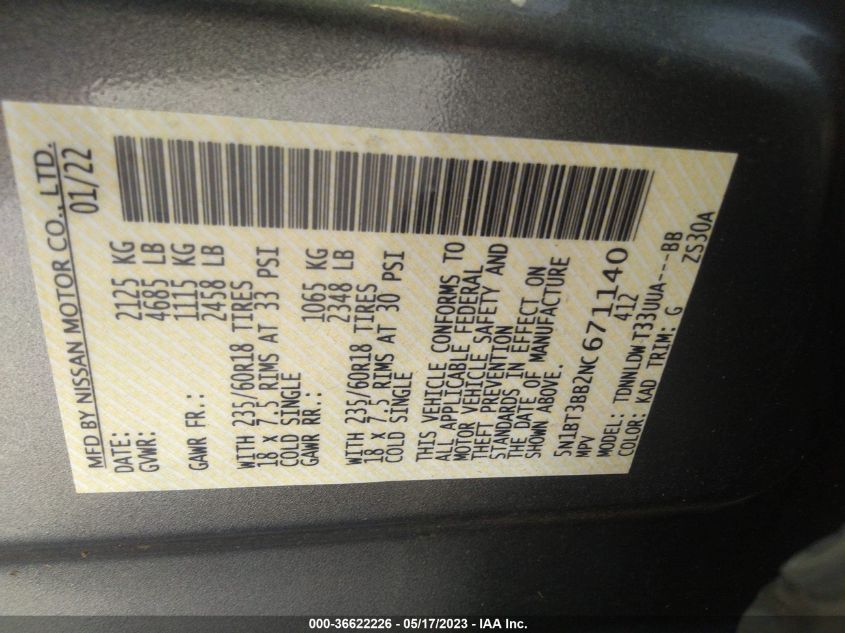 MFD BY NISSAN MOTOR CO., LTD.
DATE: 01/22
GVWR: 2125 KG
4685 LB
GAWR FR.: 1115 KG
2458 LB
WITH 235/60R18 TIRES
18 x 7.5 RIMS AT 33 PSI
COLD SINGLE
GAWR RR.: 1065 KG
2348 LB
WITH 235/60R18 TIRES
18 x 7.5 RIMS AT 30 PSI
COLD SINGLE
THIS VEHICLE CONFORMS TO
ALL APPLICABLE FEDERAL
MOTOR VEHICLE SAFETY AND
THEFT PREVENTION
STANDARDS IN EFFECT ON
THE DATE OF MANUFACTURE
SHOWN ABOVE.
5N1BT3BB2NC671140
MPV 412
MODEL: TDNNLDW-T33UUA---BB
COLOR: KAD TRIM: G ZS30A
000-36622226 - 05/17/2023 - IAA Inc.